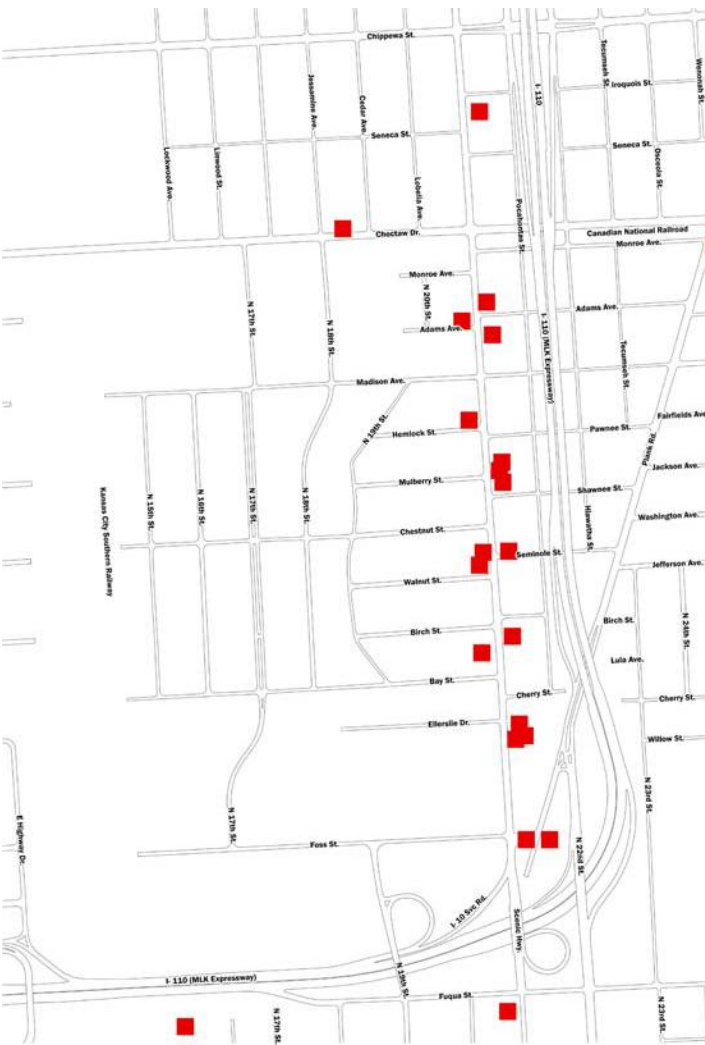 Chippewa St.
I- 110
Tecumseh St.
Wenonah St.
Iroquois St.
Jessamine Ave.
Cedar Ave.
Seneca St.
Seneca St.
Lockwood Ave.
Linwood St.
Lobelia Ave.
Osceola St.
Pocahontas St.
Choctaw Dr.
Canadian National Railroad
Monroe Ave.
Monroe Ave.
N 20th St.
N 17th St.
N 18th St.
Adams Ave.
Adams Ave.
I- 110 (MLK Expressway)
Tecumseh St.
Madison Ave.
N 19th St.
Hemlock St.
Pawnee St.
Fairfields Ave
Plank Rd.
Jackson Ave.
Mulberry St.
Shawnee St.
Kansas City Southern Railway
N 15th St.
N 16th St.
N 17th St.
N 18th St.
Hiawatha St.
Washington Ave.
Chestnut St.
Seminole St.
Jefferson Ave.
Walnut St.
Birch St.
Birch St.
N 24th St.
Lula Ave.
Bay St.
Cherry St.
Cherry St.
Ellerslie Dr.
Willow St.
N 23rd St.
E Highway Dr.
N 17th St.
Foss St.
N 22nd St.
I- 10 Svc Rd.
Scenic Hwy.
I- 110 (MLK Expressway)
N 19th St.
Fuqua St.
N 17th St.
N 23rd St.